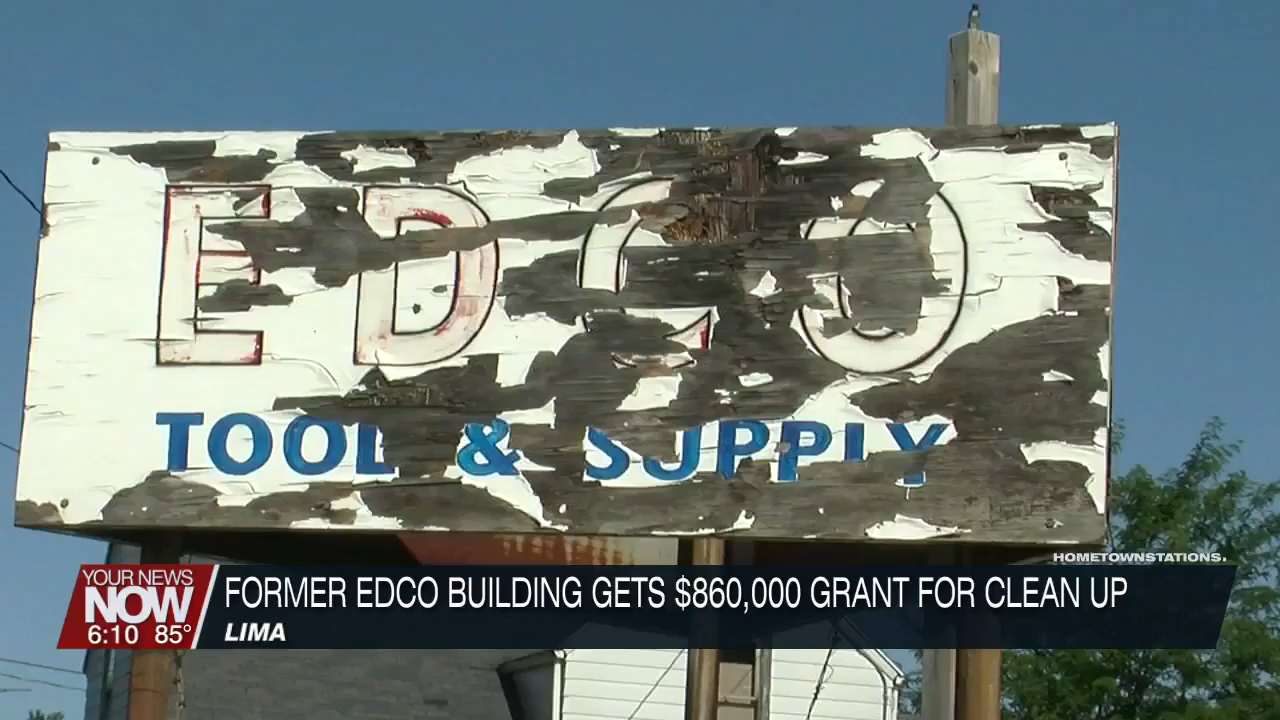 EDCO
TOOL & SUPPLY
HOMETOWNSTATIONS.
YOUR NEWS
NOW
6:10 85°
FORMER EDCO BUILDING GETS $860,000 GRANT FOR CLEAN UP
LIMA